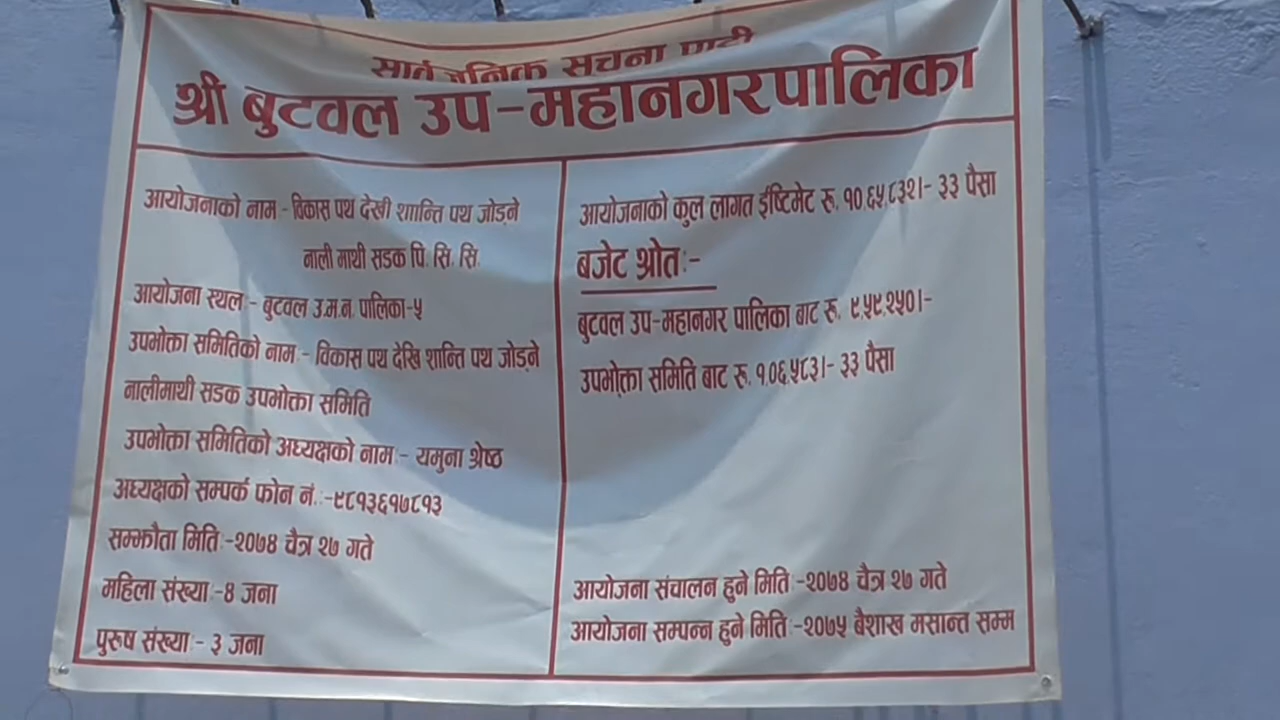 सार्वजनिक सूचना पाटी
श्री बुटवल उप-महानगरपालिका
आयोजनाको नाम - विकास पथ देखी शान्ति पथ जोड्ने
नाली माथी सडक पि. सि. सि.
आयोजना स्थल:- बुटवल उ.म.न. पालिका-५
उपभोक्ता समितिको नाम:- विकास पथ देखि शान्ति पथ जोड्ने
नालीमाथी सडक उपभोक्ता समिति
उपभोक्ता समितिको अध्यक्षको नाम:- यमुना श्रेष्ठ
अध्यक्षको सम्पर्क फोन नं.:-९८१३६१७८१३
सम्झौता मिति:-२०७४ चैत्र २७ गते
महिला संख्या:-४ जना
पुरुष संख्या:- ३ जना
आयोजनाको कुल लागत ईष्टिमेट रू. १०,६५,८३२।- ३३ पैसा
बजेट श्रोत:-
बुटवल उप-महानगर पालिका बाट रू. ९,५९,२५०।-
उपभोक्ता समिति बाट रू. १,०६,५८३।- ३३ पैसा
आयोजना संचालन हुने मिति:-२०७४ चैत्र २७ गते
आयोजना सम्पन्न हुने मिति:-२०७५ बैशाख मसान्त सम्म